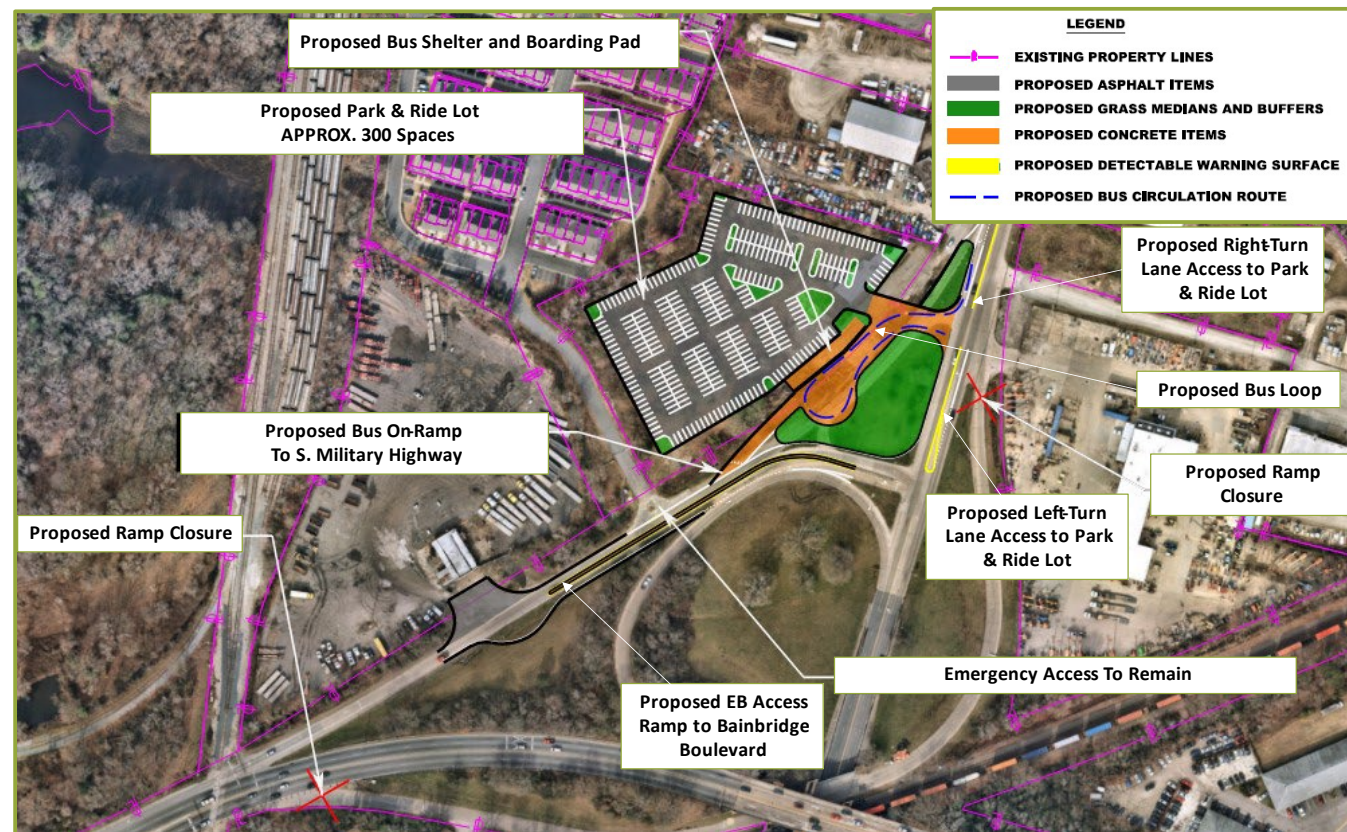 Proposed Bus Shelter and Boarding Pad
Proposed Park & Ride Lot
APPROX. 300 Spaces
LEGEND
EXISTING PROPERTY LINES
PROPOSED ASPHALT ITEMS
PROPOSED GRASS MEDIANS AND BUFFERS
PROPOSED CONCRETE ITEMS
PROPOSED DETECTABLE WARNING SURFACE
PROPOSED BUS CIRCULATION ROUTE
Proposed Right-Turn
Lane Access to Park
& Ride Lot
Proposed Bus Loop
Proposed Bus On-Ramp
To S. Military Highway
Proposed Ramp
Closure
Proposed Ramp Closure
Proposed Left-Turn
Lane Access to Park
& Ride Lot
Emergency Access To Remain
Proposed EB Access
Ramp to Bainbridge
Boulevard